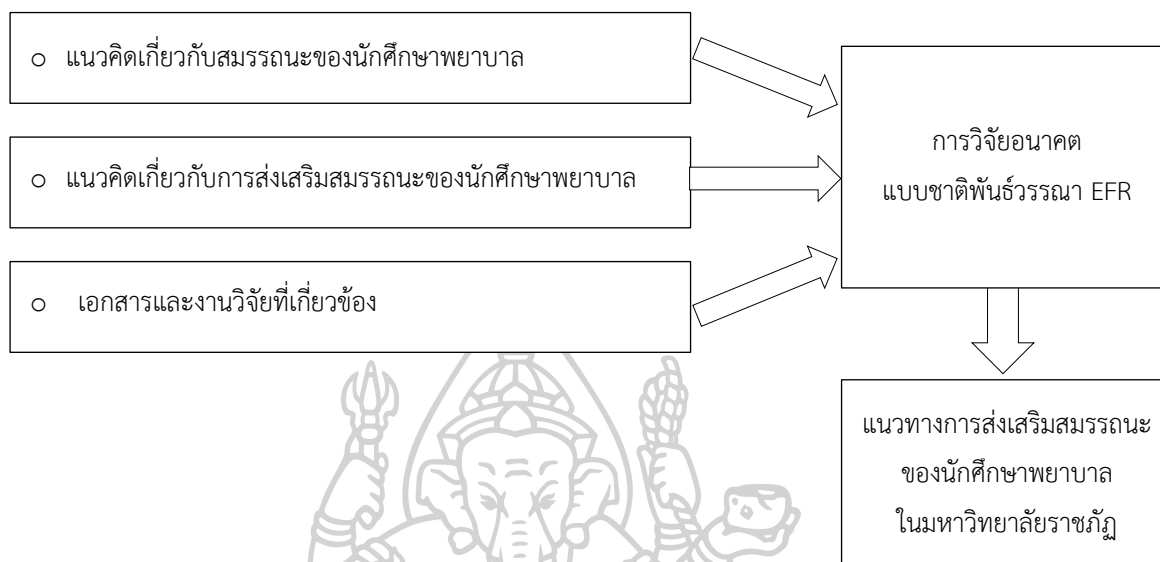 o แนวคิดเกี่ยวกับสมรรถนะของนักศึกษาพยาบาล
o แนวคิดเกี่ยวกับการส่งเสริมสมรรถนะของนักศึกษาพยาบาล
o เอกสารและงานวิจัยที่เกี่ยวข้อง
การวิจัยอนาคต
แบบชาติพันธ์วรรณา EFR
แนวทางการส่งเสริมสมรรถนะ
ของนักศึกษาพยาบาล
ในมหาวิทยาลัยราชภัฏ